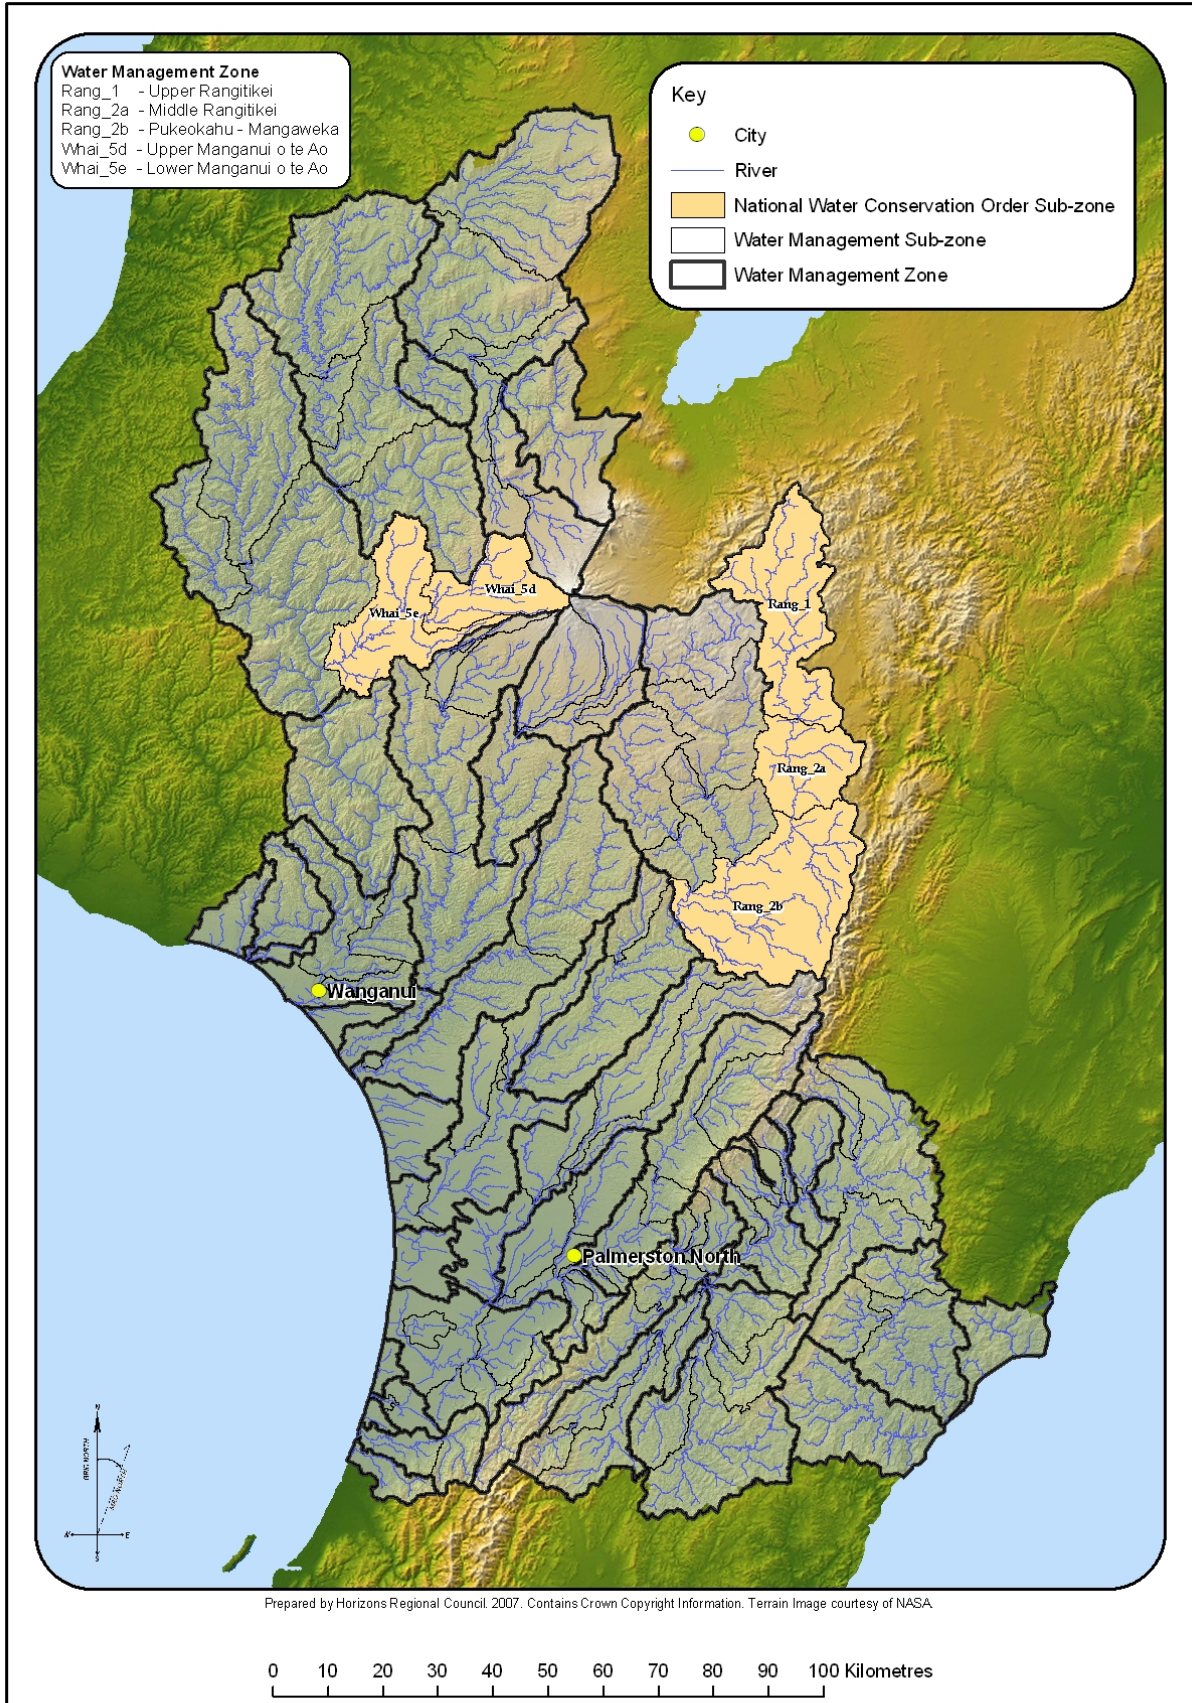 Water Management Zone
Rang_1 - Upper Rangitikei
Rang_2a - Middle Rangitikei
Rang_2b - Pukeokahu - Mangaweka
Whai_5d - Upper Manganui o te Ao
Whai_5e - Lower Manganui o te Ao
Key
City
River
National Water Conservation Order Sub-zone
Water Management Sub-zone
Water Management Zone
Whai_5d
Whai_5e
Rang_1
Rang_2a
Rang_2b
Wanganui
Palmerston North
N
E
S
Prepared by Horizons Regional Council. 2007. Contains Crown Copyright Information. Terrain Image courtesy of NASA.
0 10 20 30 40 50 60 70 80 90 100 Kilometres